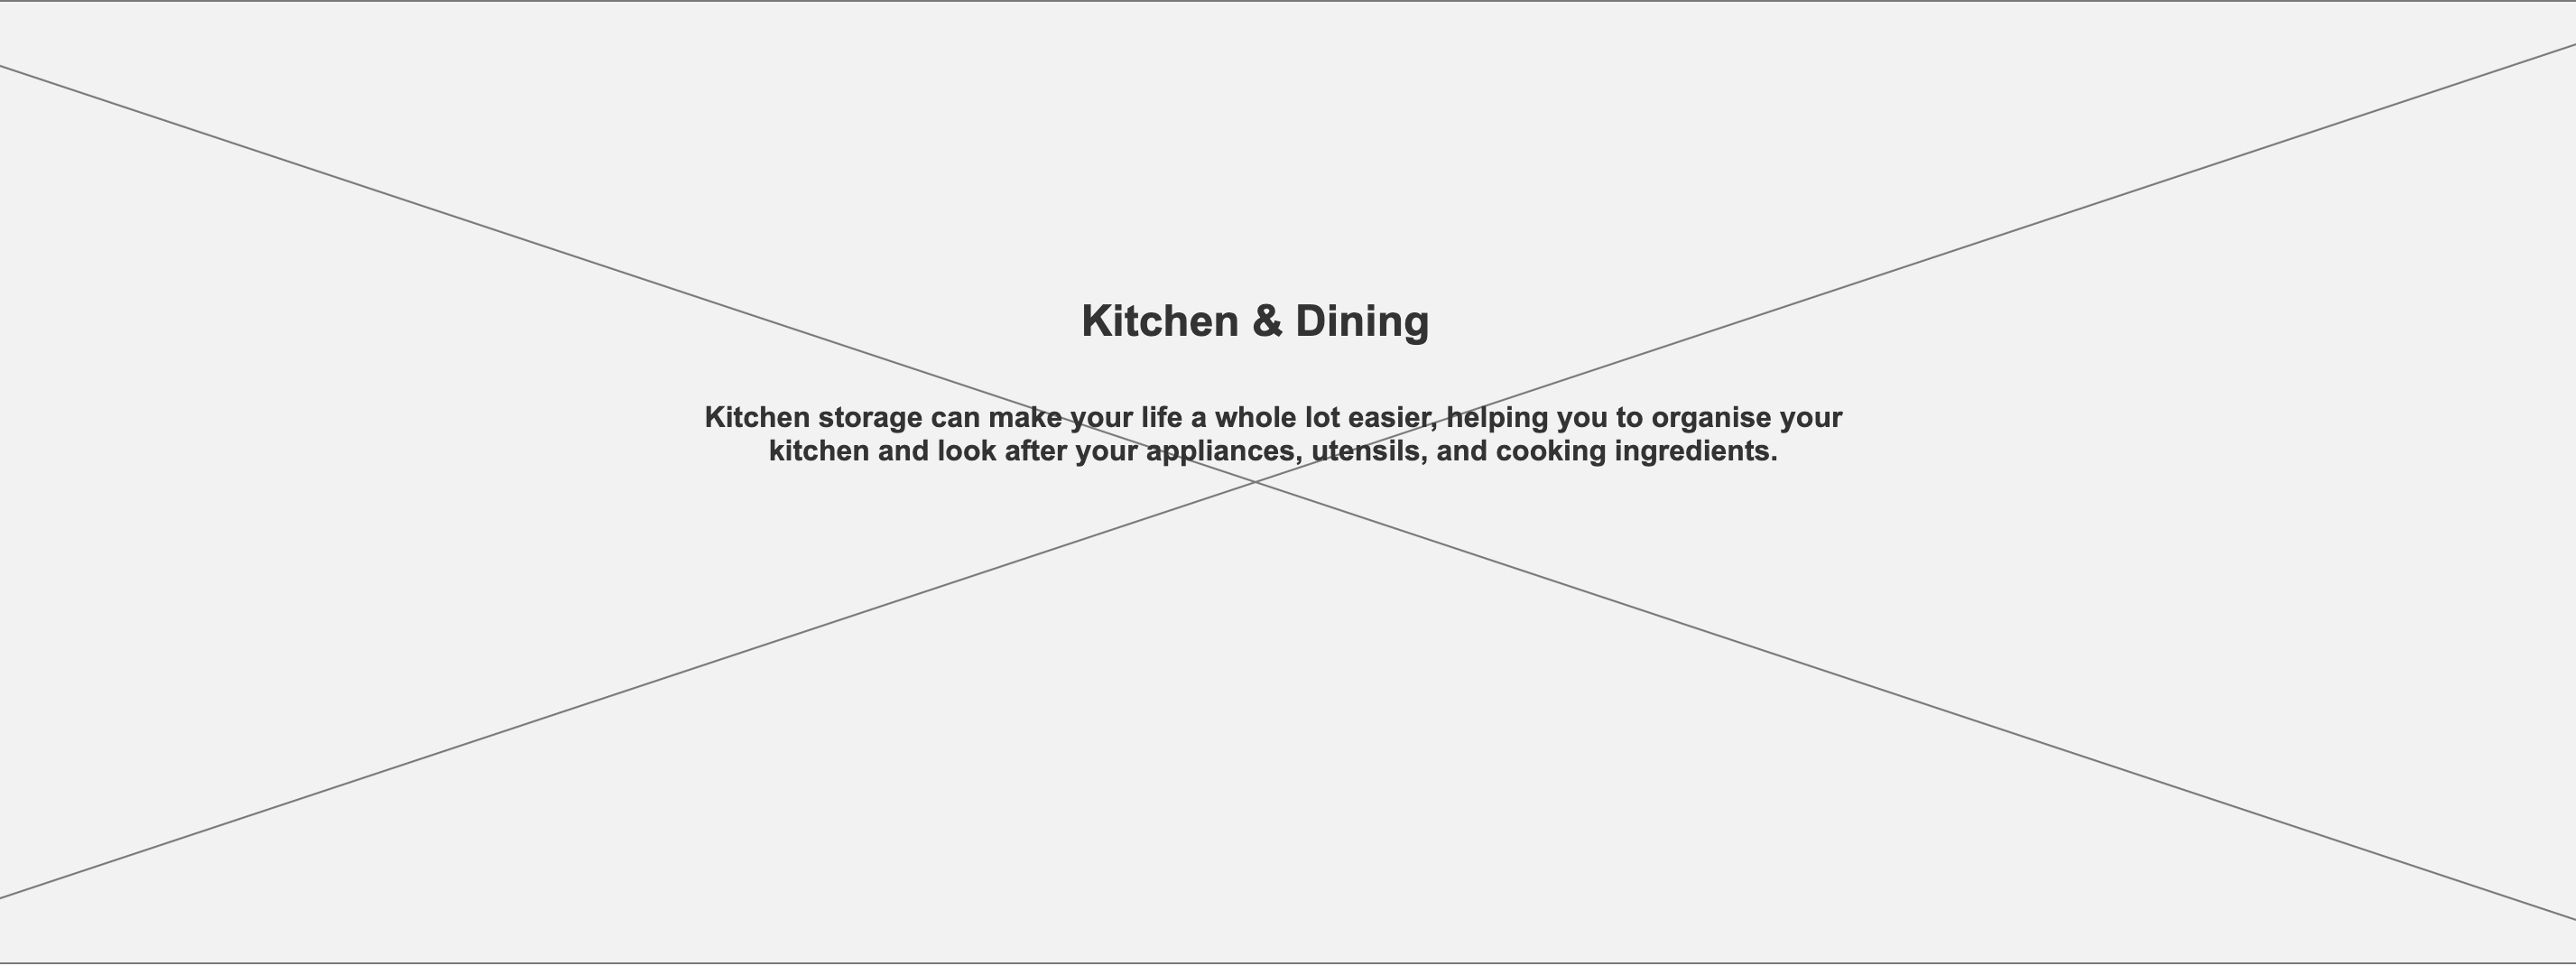 Kitchen & Dining
Kitchen storage can make your life a whole lot easier, helping you to organise your
kitchen and look after your appliances, utensils, and cooking ingredients.